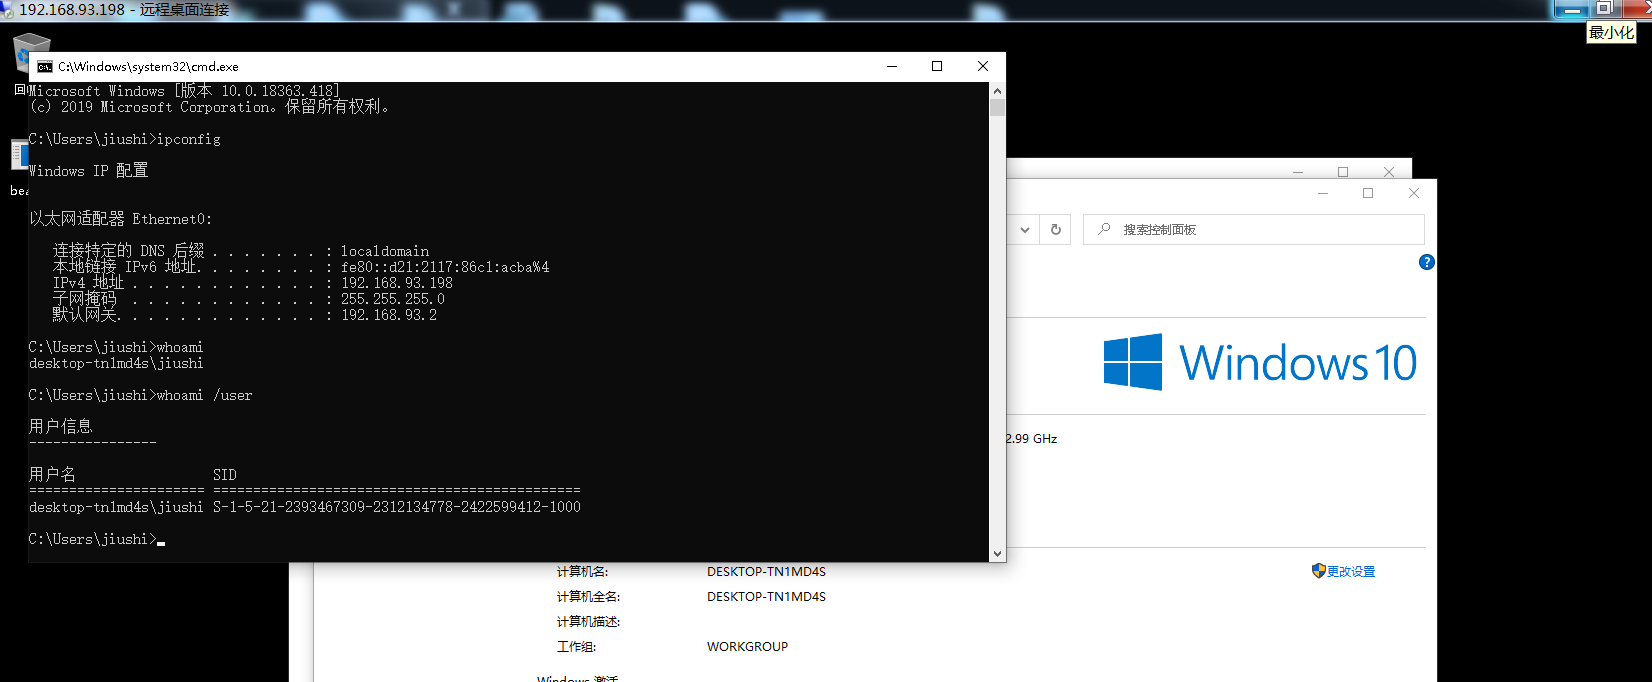 192.168.93.198 - 远程桌面连接
最小化
C:\Windows\system32\cmd.exe
Microsoft Windows [版本 10.0.18363.418]
(c) 2019 Microsoft Corporation。保留所有权利。
C:\Users\jiushi>ipconfig
Windows IP 配置
以太网适配器 Ethernet0:
连接特定的 DNS 后缀 . . . . . . . : localdomain
本地链接 IPv6 地址. . . . . . . . : fe80::d21:2117:86c1:acba%4
IPv4 地址 . . . . . . . . . . . . : 192.168.93.198
子网掩码 . . . . . . . . . . . . : 255.255.255.0
默认网关. . . . . . . . . . . . . : 192.168.93.2
C:\Users\jiushi>whoami
desktop-tn1md4s\jiushi
C:\Users\jiushi>whoami /user
用户信息
----------------
用户名 SID
====================== ==============================================
desktop-tn1md4s\jiushi S-1-5-21-2393467309-2312134778-2422599412-1000
C:\Users\jiushi>
搜索控制面板
Windows 10
2.99 GHz
计算机名: DESKTOP-TN1MD4S
更改设置
计算机全名: DESKTOP-TN1MD4S
计算机描述:
工作组: WORKGROUP
Windows 激活